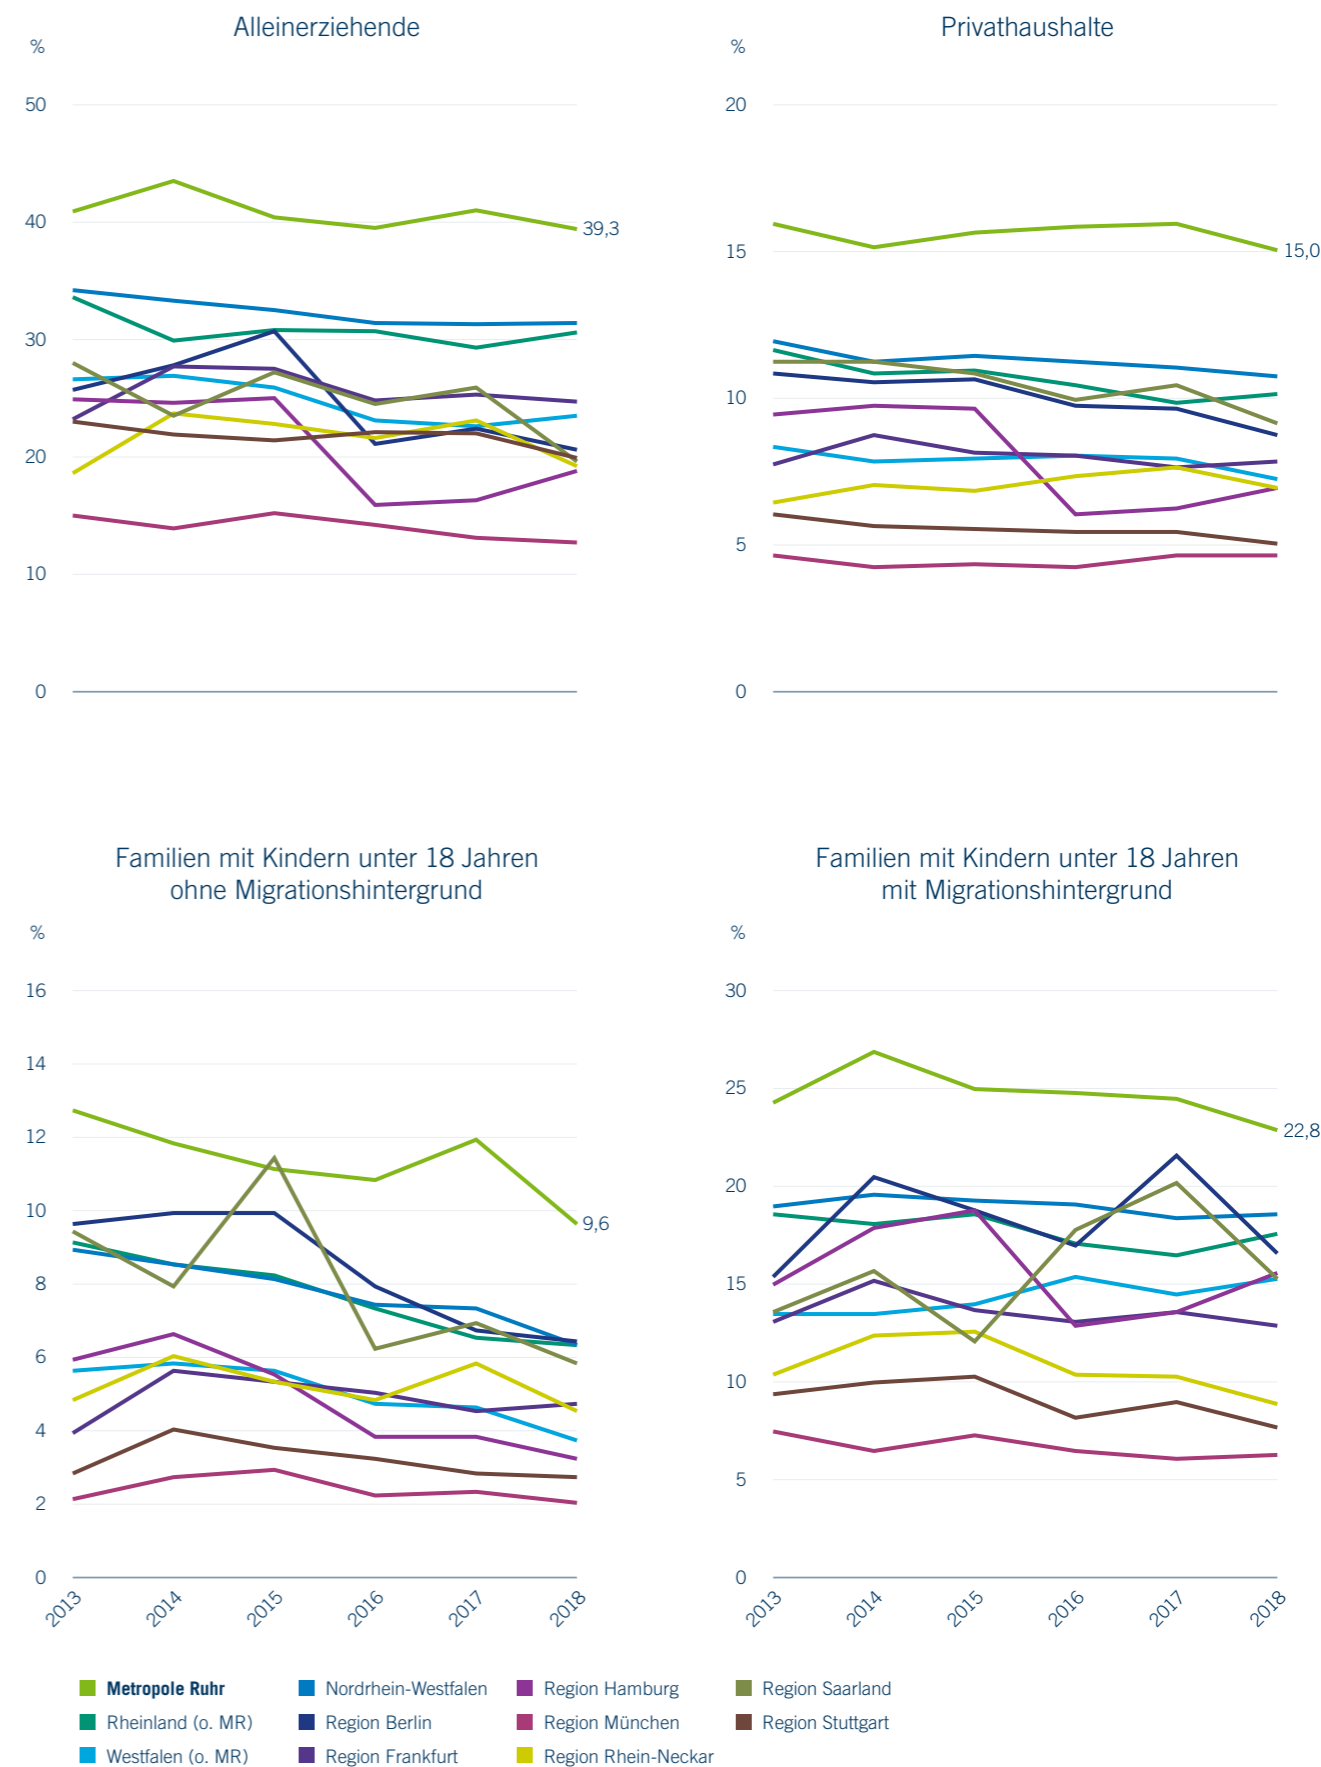 Alleinerziehende
%
50
40
30
20
10
0
39,3
Privathaushalte
%
20
15
10
5
0
15,0
Familien mit Kindern unter 18 Jahren
ohne Migrationshintergrund
%
16
14
12
10
8
6
4
2
0
9,6
2013
2014
2015
2016
2017
2018
Familien mit Kindern unter 18 Jahren
mit Migrationshintergrund
%
30
25
20
15
10
5
0
22,8
2013
2014
2015
2016
2017
2018
Metropole Ruhr
Rheinland (o. MR)
Westfalen (o. MR)
Nordrhein-Westfalen
Region Berlin
Region Frankfurt
Region Hamburg
Region München
Region Rhein-Neckar
Region Saarland
Region Stuttgart